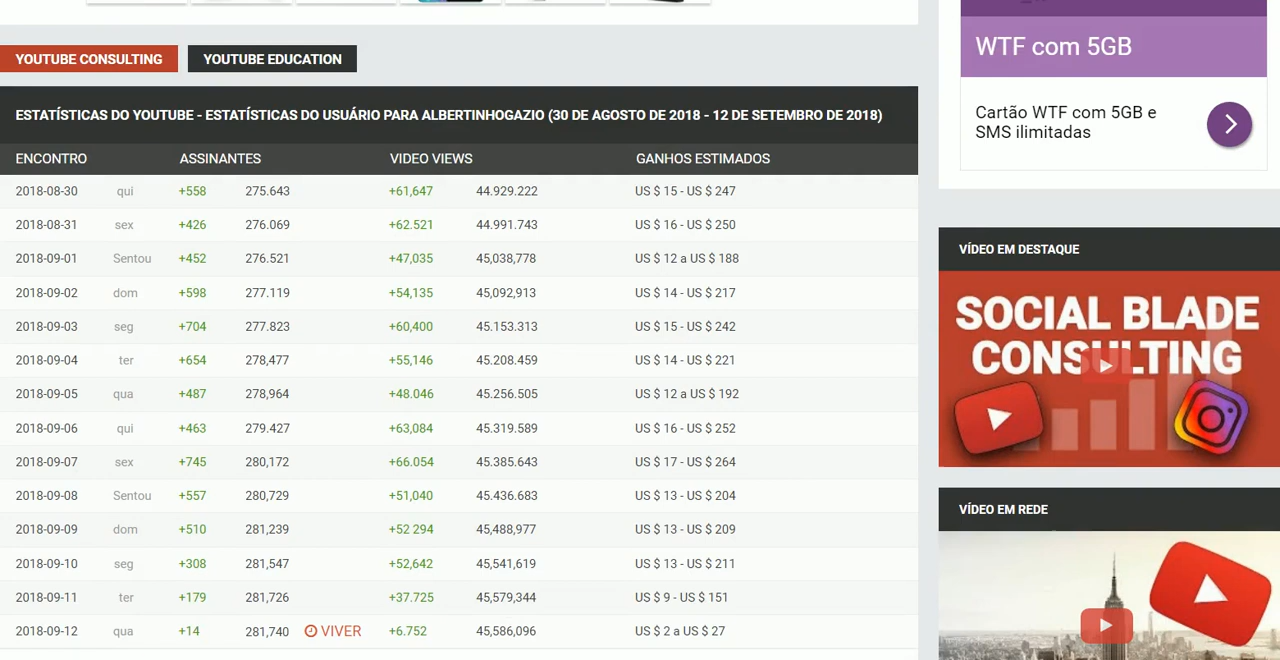 WTF com 5GB
Cartão WTF com 5GB e
SMS ilimitadas
YOUTUBE CONSULTING YOUTUBE EDUCATION
ESTATÍSTICAS DO YOUTUBE - ESTATÍSTICAS DO USUÁRIO PARA ALBERTINHOGAZIO (30 DE AGOSTO DE 2018 - 12 DE SETEMBRO DE 2018)
ENCONTRO ASSINANTES VIDEO VIEWS GANHOS ESTIMADOS
2018-08-30 qui +558 275.643 +61,647 44.929.222 US $ 15 - US $ 247
2018-08-31 sex +426 276.069 +62.521 44.991.743 US $ 16 - US $ 250
2018-09-01 Sentou +452 276.521 +47,035 45,038,778 US $ 12 a US $ 188
2018-09-02 dom +598 277.119 +54,135 45,092,913 US $ 14 - US $ 217
2018-09-03 seg +704 277.823 +60,400 45.153.313 US $ 15 - US $ 242
2018-09-04 ter +654 278,477 +55,146 45.208.459 US $ 14 - US $ 221
2018-09-05 qua +487 278,964 +48.046 45.256.505 US $ 12 a US $ 192
2018-09-06 qui +463 279.427 +63,084 45.319.589 US $ 16 - US $ 252
2018-09-07 sex +745 280,172 +66.054 45.385.643 US $ 17 - US $ 264
2018-09-08 Sentou +557 280,729 +51,040 45.436.683 US $ 13 - US $ 204
2018-09-09 dom +510 281,239 +52 294 45,488,977 US $ 13 - US $ 209
2018-09-10 seg +308 281,547 +52,642 45,541,619 US $ 13 - US $ 211
2018-09-11 ter +179 281,726 +37.725 45,579,344 US $ 9 - US $ 151
2018-09-12 qua +14 281,740 VIVER +6.752 45,586,096 US $ 2 a US $ 27
VÍDEO EM DESTAQUE
SOCIAL BLADE
CONSULTING
VÍDEO EM REDE